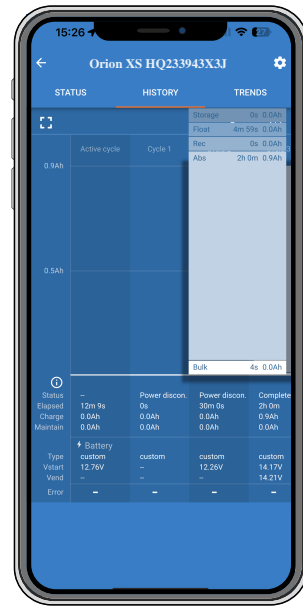 15:26 27
Orion XS HQ233943X3J
STATUS HISTORY TRENDS
Storage 0s 0.0Ah
Float 4m 59s 0.0Ah
Rec 0s 0.0Ah
Active cycle Cycle 1
Abs 2h 0m 0.9Ah
0.9Ah
0.5Ah
Bulk 4s 0.0Ah
Status – Power discon. Power discon. Complete
Elapsed 12m 9s 0s 30m 0s 2h 0m
Charge 0.0Ah 0.0Ah 0.0Ah 0.9Ah
Maintain 0.0Ah 0.0Ah 0.0Ah 0.0Ah
Battery
Type custom custom custom custom
Vstart 12.76V – 12.26V 14.17V
Vend – – – 14.21V
Error – – – –